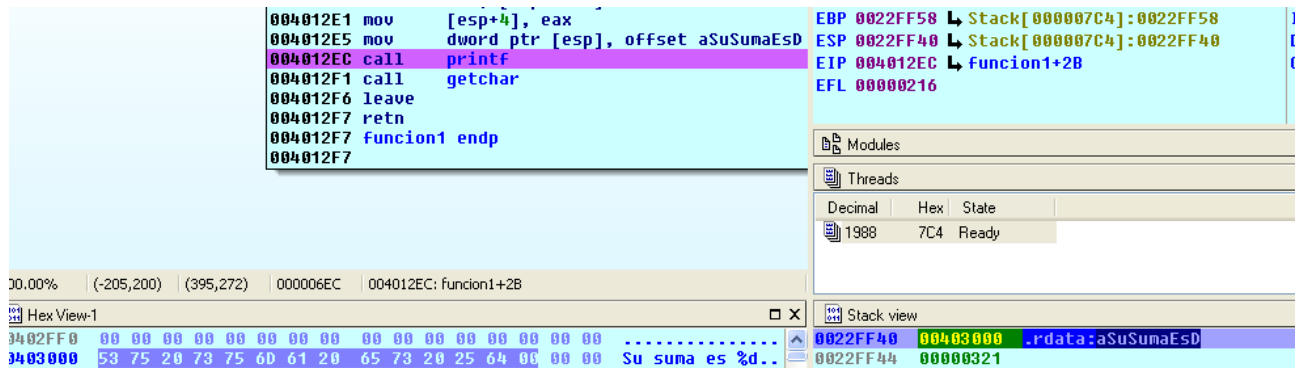 004012E1 mov [esp+4], eax
004012E5 mov dword ptr [esp], offset aSuSumaEsD
004012EC call printf
004012F1 call getchar
004012F6 leave
004012F7 retn
004012F7 funcion1 endp
004012F7
EBP 0022FF58 Stack[000007C4]:0022FF58
ESP 0022FF40 Stack[000007C4]:0022FF40
EIP 004012EC funcion1+2B
EFL 00000216
Modules
Threads
Decimal Hex State
1988 7C4 Ready
00.00% (-205,200) (395,272) 000006EC 004012EC: funcion1+2B
Hex View-1
0402FF0 00 00 00 00 00 00 00 00 00 00 00 00 00 00 00 00 ................
0403000 53 75 20 73 75 6D 61 20 65 73 20 25 64 00 00 00 Su suma es %d..
Stack view
0022FF40 00403000 .rdata:aSuSumaEsD
0022FF44 00000321